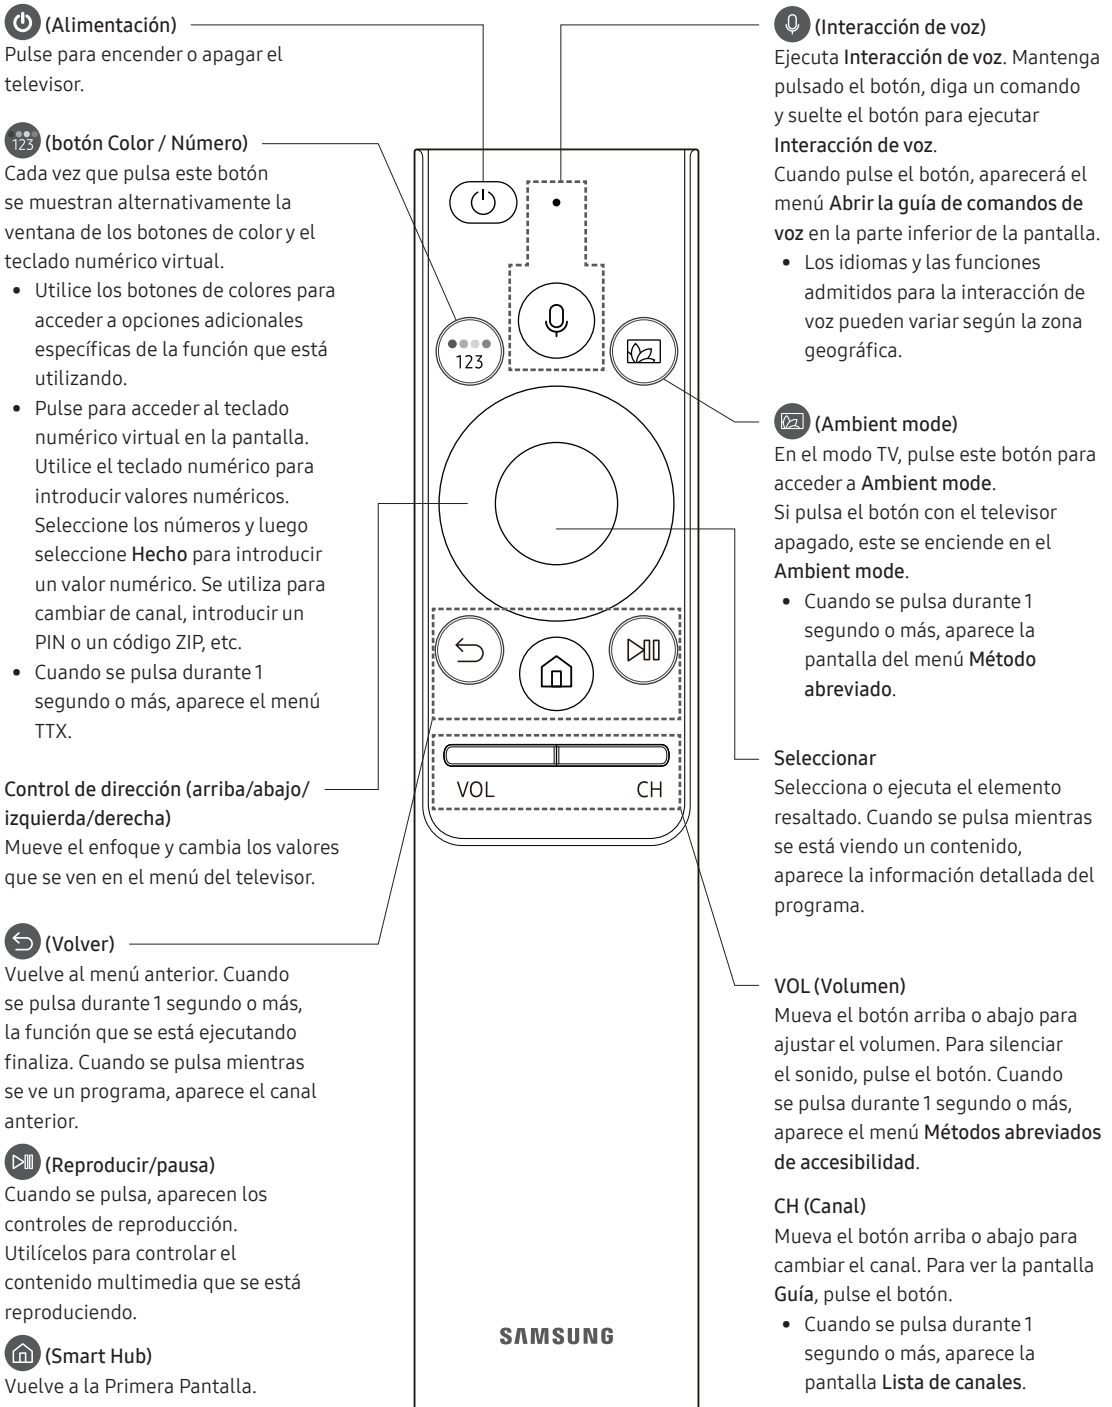 (Alimentación)
Pulse para encender o apagar el
televisor.
123 (botón Color / Número)
Cada vez que pulsa este botón
se muestran alternativamente la
ventana de los botones de color y el
teclado numérico virtual.
• Utilice los botones de colores para
acceder a opciones adicionales
específicas de la función que está
utilizando.
• Pulse para acceder al teclado
numérico virtual en la pantalla.
Utilice el teclado numérico para
introducir valores numéricos.
Seleccione los números y luego
seleccione Hecho para introducir
un valor numérico. Se utiliza para
cambiar de canal, introducir un
PIN o un código ZIP, etc.
• Cuando se pulsa durante 1
segundo o más, aparece el menú
TTX.
Control de dirección (arriba/abajo/
izquierda/derecha)
Mueve el enfoque y cambia los valores
que se ven en el menú del televisor.
(Volver)
Vuelve al menú anterior. Cuando
se pulsa durante 1 segundo o más,
la función que se está ejecutando
finaliza. Cuando se pulsa mientras
se ve un programa, aparece el canal
anterior.
(Reproducir/pausa)
Cuando se pulsa, aparecen los
controles de reproducción.
Utilícelos para controlar el
contenido multimedia que se está
reproduciendo.
(Smart Hub)
Vuelve a la Primera Pantalla.
123
VOL
CH
SAMSUNG
(Interacción de voz)
Ejecuta Interacción de voz. Mantenga
pulsado el botón, diga un comando
y suelte el botón para ejecutar
Interacción de voz.
Cuando pulse el botón, aparecerá el
menú Abrir la guía de comandos de
voz en la parte inferior de la pantalla.
• Los idiomas y las funciones
admitidos para la interacción de
voz pueden variar según la zona
geográfica.
(Ambient mode)
En el modo TV, pulse este botón para
acceder a Ambient mode.
Si pulsa el botón con el televisor
apagado, este se enciende en el
Ambient mode.
• Cuando se pulsa durante 1
segundo o más, aparece la
pantalla del menú Método
abreviado.
Seleccionar
Selecciona o ejecuta el elemento
resaltado. Cuando se pulsa mientras
se está viendo un contenido,
aparece la información detallada del
programa.
VOL (Volumen)
Mueva el botón arriba o abajo para
ajustar el volumen. Para silenciar
el sonido, pulse el botón. Cuando
se pulsa durante 1 segundo o más,
aparece el menú Métodos abreviados
de accesibilidad.
CH (Canal)
Mueva el botón arriba o abajo para
cambiar el canal. Para ver la pantalla
Guía, pulse el botón.
• Cuando se pulsa durante 1
segundo o más, aparece la
pantalla Lista de canales.